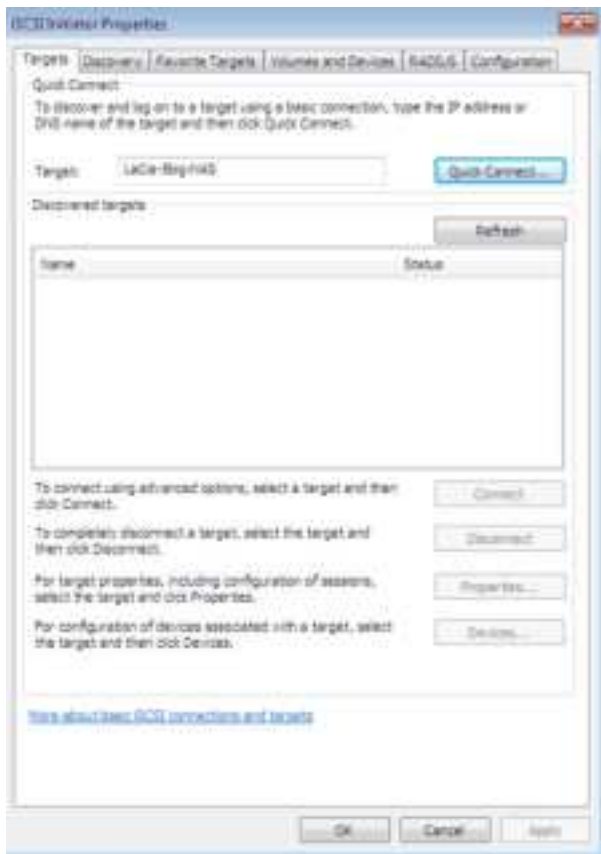 iSCSI Initiator Properties
Targets Discovery Favorite Targets Volumes and Devices RADIUS Configuration
Quick Connect
To discover and log on to a target using a basic connection, type the IP address or
DNS name of the target and then click Quick Connect.
Target: LaCie-5big-NAS Quick Connect...
Discovered targets
Refresh
Name Status
To connect using advanced options, select a target and then
click Connect.
Connect
To completely disconnect a target, select the target and
then click Disconnect.
Disconnect
For target properties, including configuration of sessions,
select the target and click Properties.
Properties...
For configuration of devices associated with a target, select
the target and then click Devices.
Devices...
More about basic iSCSI connections and targets
OK Cancel Apply